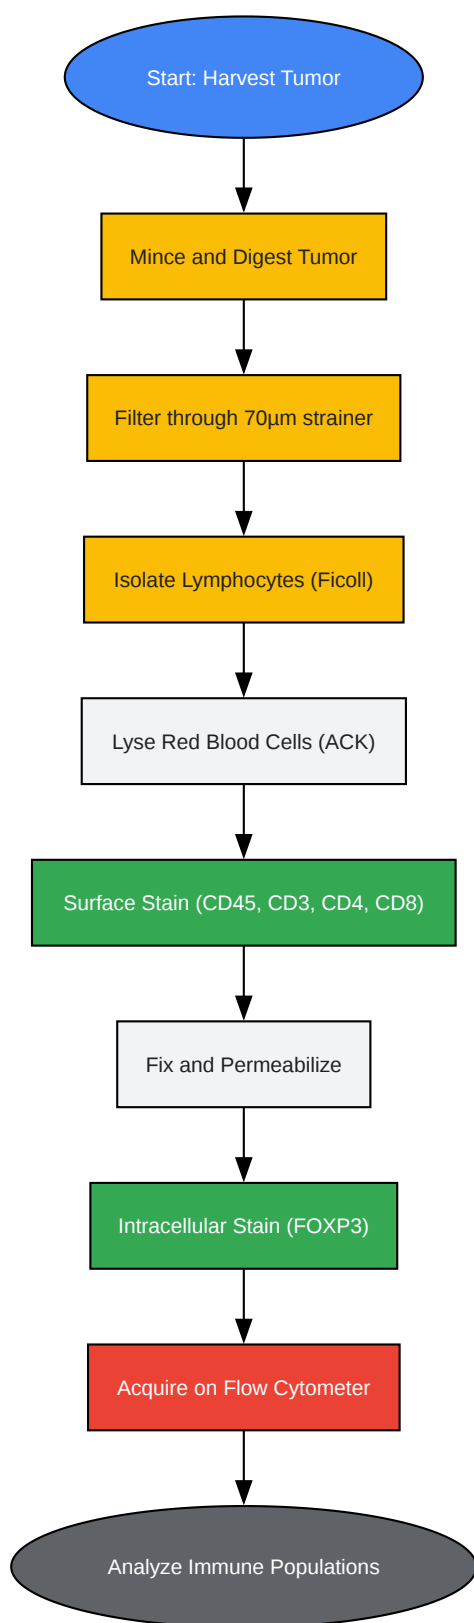 Start: Harvest Tumor
Mince and Digest Tumor
Filter through 70µm strainer
Isolate Lymphocytes (Ficoll)
Lyse Red Blood Cells (ACK)
Surface Stain (CD45, CD3, CD4, CD8)
Fix and Permeabilize
Intracellular Stain (FOXP3)
Acquire on Flow Cytometer
Analyze Immune Populations